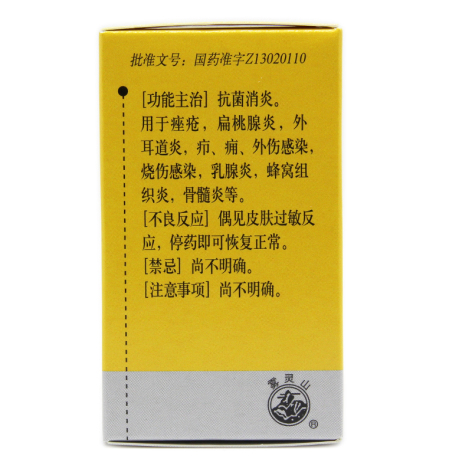 批准文号：国药准字Z13020110
[功能主治] 抗菌消炎。
用于痤疮，扁桃腺炎，外
耳道炎，疖、痈、外伤感染，
烧伤感染，乳腺炎，蜂窝组
织炎，骨髓炎等。
[不良反应] 偶见皮肤过敏反
应，停药即可恢复正常。
[禁忌] 尚不明确。
[注意事项] 尚不明确。
雾灵山
®